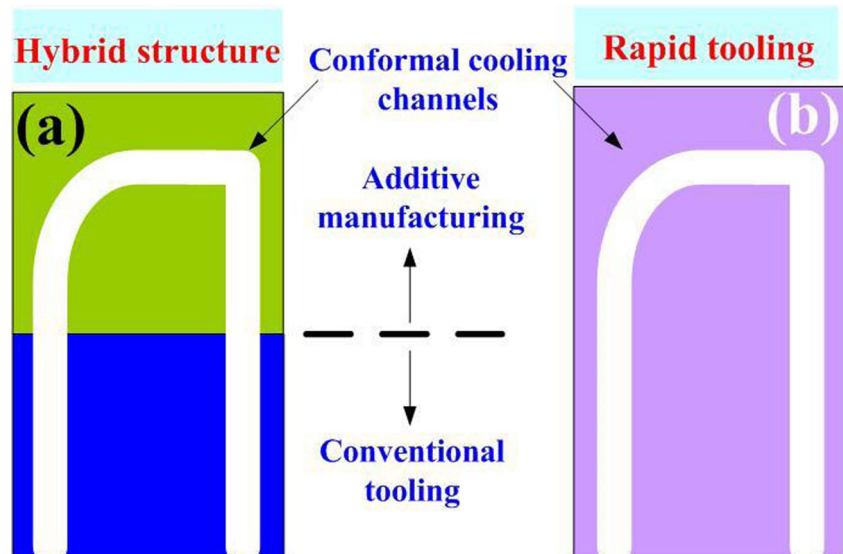 Hybrid structure
Conformal cooling
channels
Rapid tooling
(a)
(b)
Additive
manufacturing
Conventional
tooling